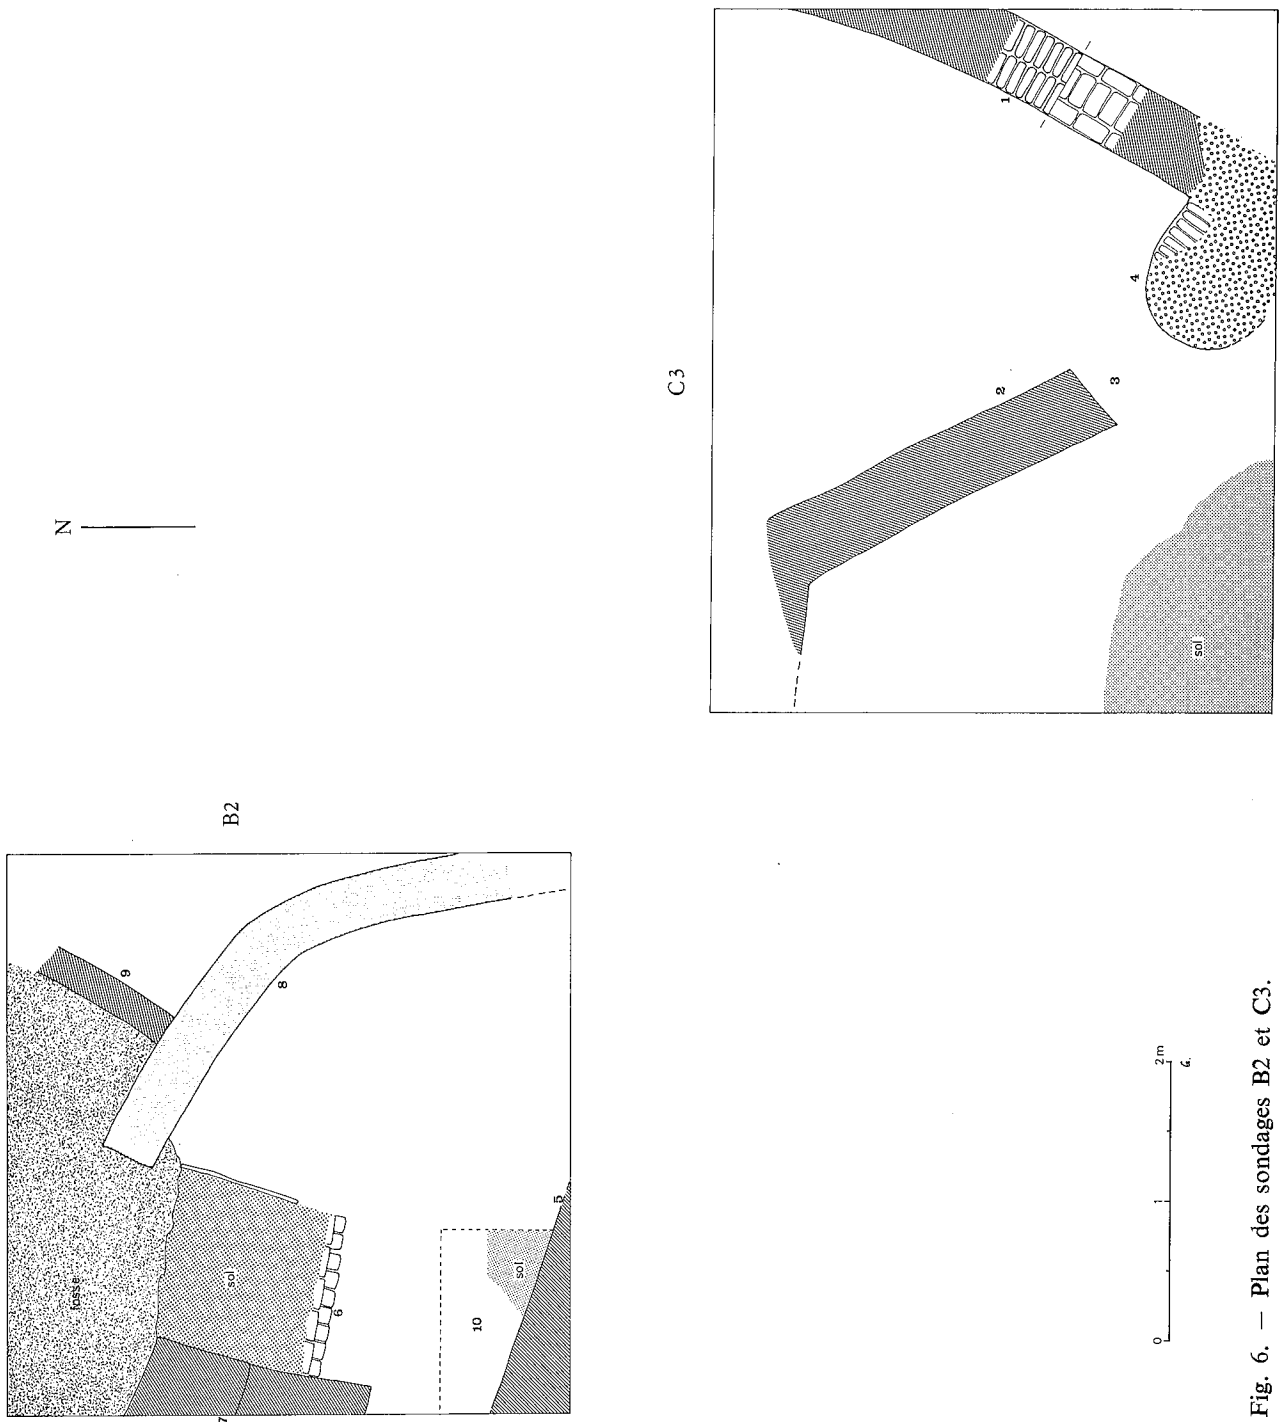 N
C3
1
2
3
4
sol
B2
fosse
9
8
sol
7
6
5
sol
10
0 1 2 m
G.
Fig. 6. — Plan des sondages B2 et C3.